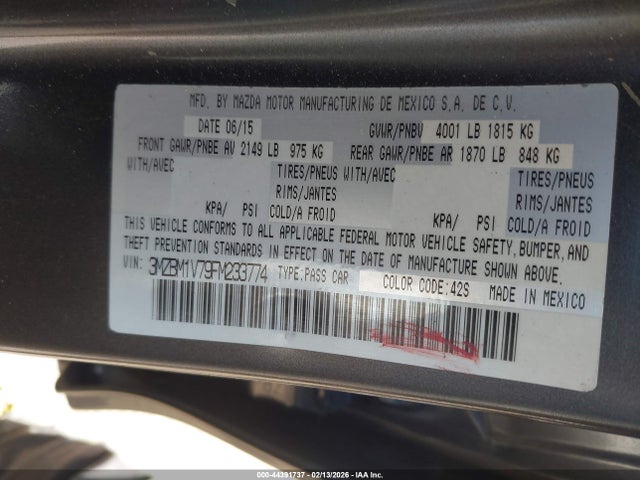 MFD. BY MAZDA MOTOR MANUFACTURING DE MEXICO S.A. DE C.V.
DATE 06/15 GVWR/PNBV 4001 LB 1815 KG
FRONT GAWR/PNBE AV 2149 LB 975 KG REAR GAWR/PNBE AR 1870 LB 848 KG
WITH/AVEC TIRES/PNEUS WITH/AVEC TIRES/PNEUS
RIMS/JANTES RIMS/JANTES
KPA/ PSI COLD/A FROID KPA/ PSI COLD/A FROID
THIS VEHICLE CONFORMS TO ALL APPLICABLE FEDERAL MOTOR VEHICLE SAFETY, BUMPER, AND
THEFT PREVENTION STANDARDS IN EFFECT ON THE DATE OF MANUFACTURE SHOWN ABOVE.
VIN: 3MZBM1V79FM233774 TYPE:PASS CAR COLOR CODE:42S MADE IN MEXICO
000-44391737 - 02/13/2026 - IAA Inc.